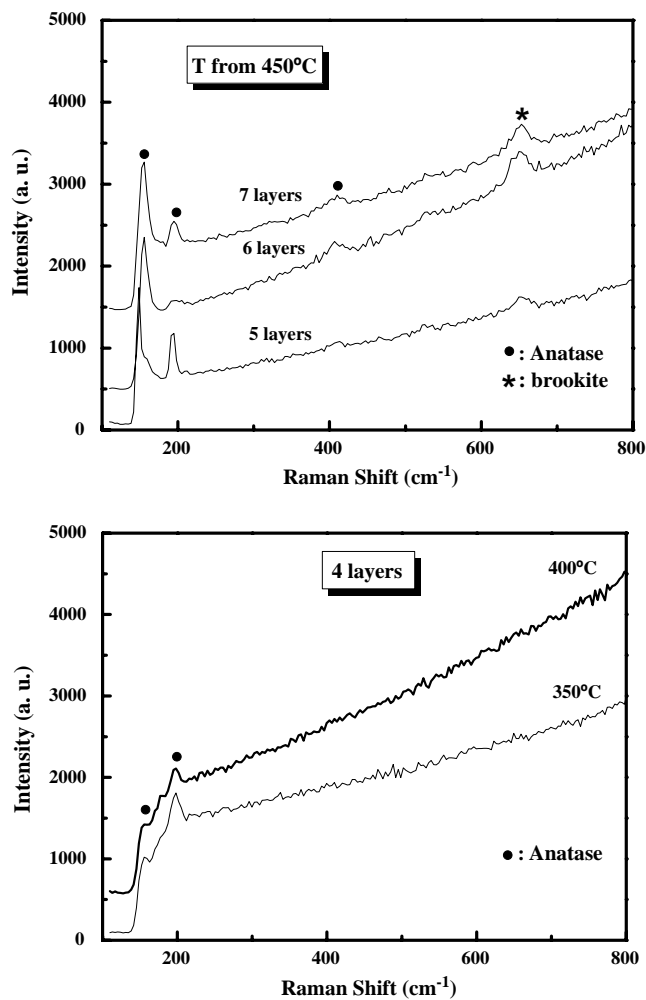 5000
T from 450°C
4000
*
3000
7 layers
6 layers
2000
5 layers
1000
● : Anatase
* : brookite
0
200 400 600 800
Intensity (a. u.)
Raman Shift (cm-1)
5000
4 layers
400°C
4000
350°C
3000
2000
1000
● : Anatase
0
200 400 600 800
Intensity (a. u.)
Raman Shift (cm-1)